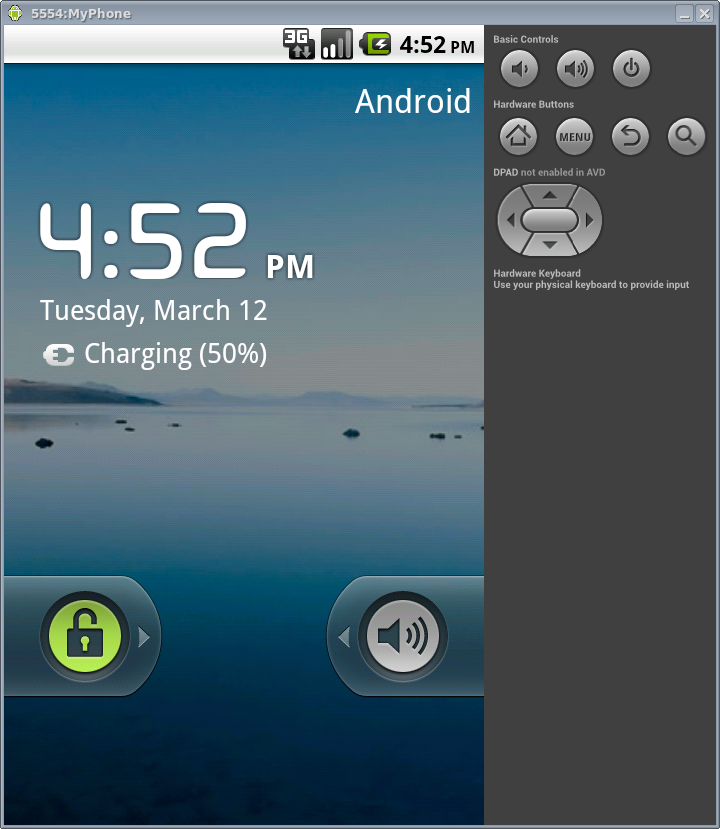 5554:MyPhone
3G 4:52 PM
Android
4:52 PM
Tuesday, March 12
Charging (50%)
Basic Controls
Hardware Buttons
MENU
DPAD not enabled in AVD
Hardware Keyboard
Use your physical keyboard to provide input